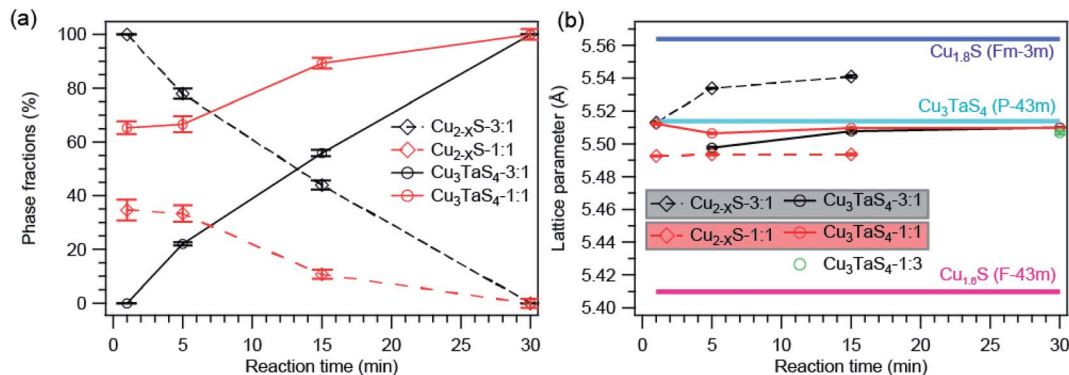 (a)
100
80
60
40
20
0
Phase fractions (%)
Cu2-XS-3:1
Cu2-XS-1:1
Cu3TaS4-3:1
Cu3TaS4-1:1
0 5 10 15 20 25 30
Reaction time (min)
(b)
5.56
5.54
5.52
5.50
5.48
5.46
5.44
5.42
5.40
Lattice parameter (Å)
Cu1.8S (Fm-3m)
Cu3TaS4 (P-43m)
Cu2-XS-3:1 Cu3TaS4-3:1
Cu2-XS-1:1 Cu3TaS4-1:1
Cu3TaS4-1:3
Cu1.6S (F-43m)
0 5 10 15 20 25 30
Reaction time (min)